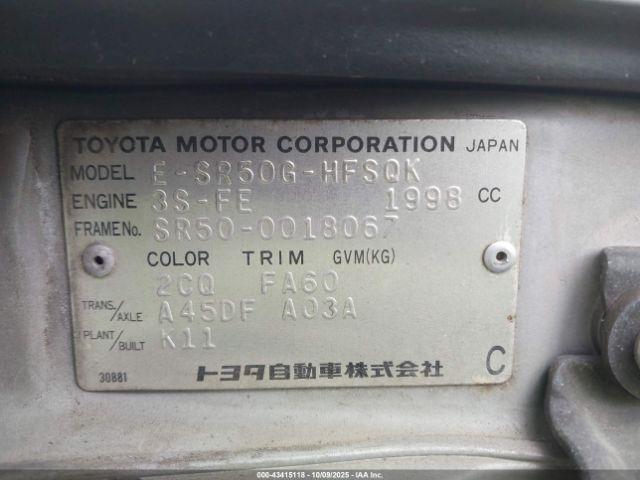 TOYOTA MOTOR CORPORATION JAPAN
MODEL E-SR50G-HFSQK
ENGINE 3S-FE 1998 CC
FRAME No. SR50-0018067
COLOR TRIM GVM(KG)
2CQ FA60
TRANS./AXLE A45DF A03A
PLANT/BUILT K11
30881 トヨタ自動車株式会社 C
000-43415118 - 10/09/2025 - IAA Inc.